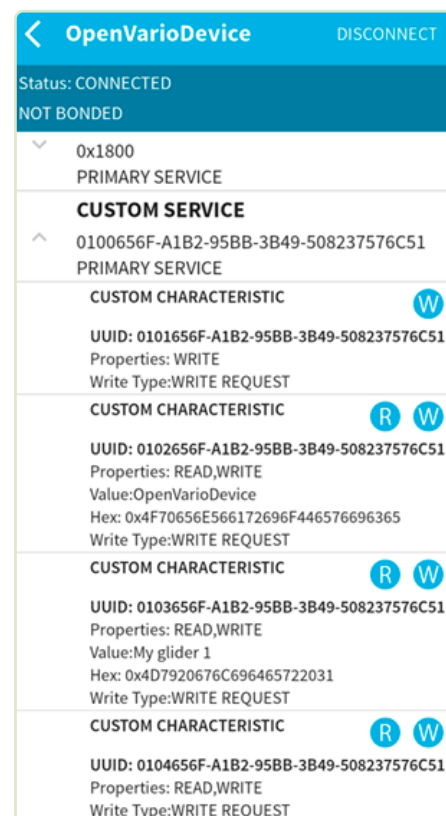 OpenVarioDevice DISCONNECT
Status: CONNECTED
NOT BONDED
0x1800
PRIMARY SERVICE
CUSTOM SERVICE
0100656F-A1B2-95BB-3B49-508237576C51
PRIMARY SERVICE
CUSTOM CHARACTERISTIC W
UUID: 0101656F-A1B2-95BB-3B49-508237576C51
Properties: WRITE
Write Type:WRITE REQUEST
CUSTOM CHARACTERISTIC R W
UUID: 0102656F-A1B2-95BB-3B49-508237576C51
Properties: READ,WRITE
Value:OpenVarioDevice
Hex: 0x4F70656E566172696F446576696365
Write Type:WRITE REQUEST
CUSTOM CHARACTERISTIC R W
UUID: 0103656F-A1B2-95BB-3B49-508237576C51
Properties: READ,WRITE
Value:My glider 1
Hex: 0x4D7920676C696465722031
Write Type:WRITE REQUEST
CUSTOM CHARACTERISTIC R W
UUID: 0104656F-A1B2-95BB-3B49-508237576C51
Properties: READ,WRITE
Write Type:WRITE REQUEST